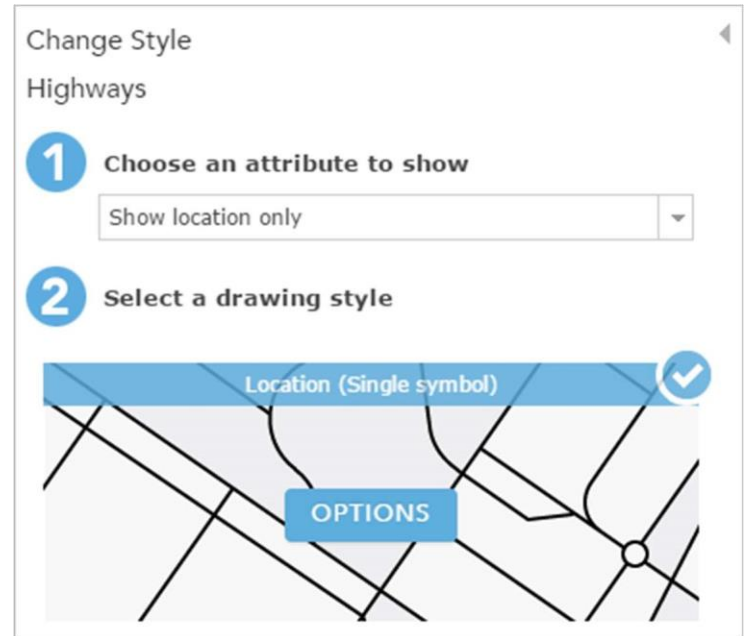 Change Style
Highways
1 Choose an attribute to show
Show location only
2 Select a drawing style
Location (Single symbol)
OPTIONS